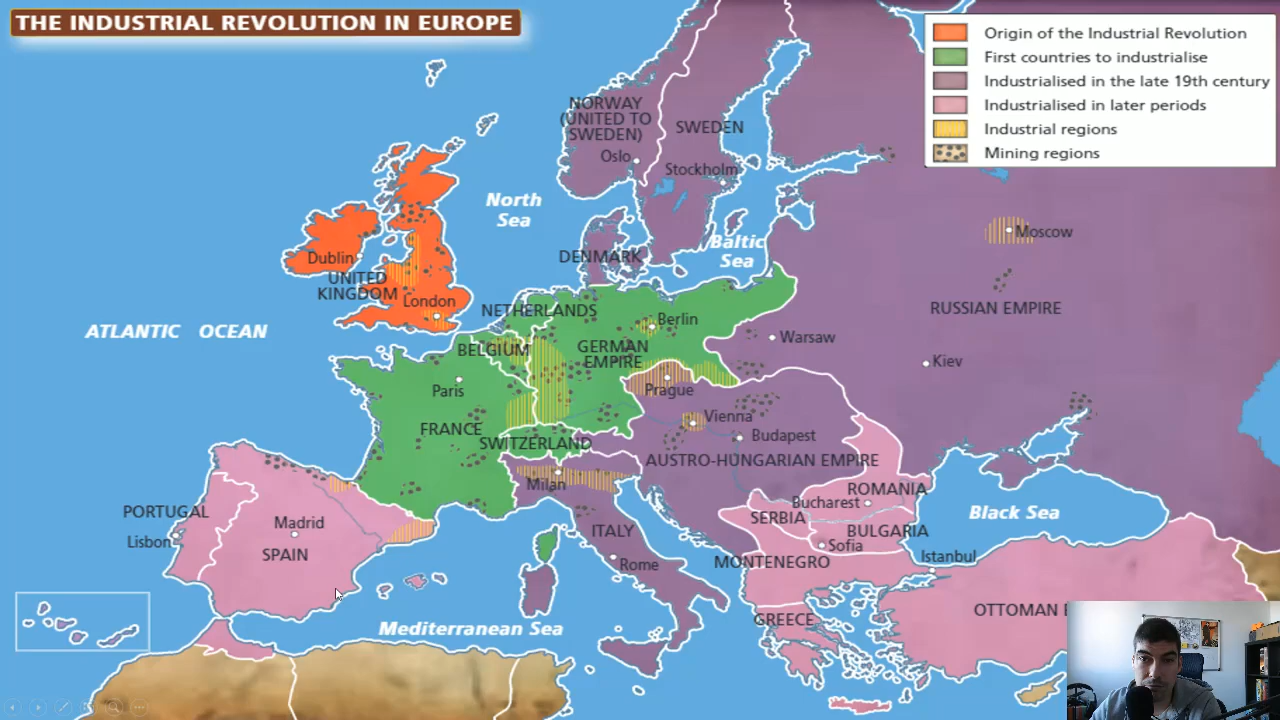 THE INDUSTRIAL REVOLUTION IN EUROPE
Origin of the Industrial Revolution
First countries to industrialise
Industrialised in the late 19th century
Industrialised in later periods
Industrial regions
Mining regions
NORWAY
(UNITED TO
SWEDEN)
Oslo
SWEDEN
Stockholm
North
Sea
Baltic
Sea
DENMARK
Moscow
RUSSIAN EMPIRE
Dublin
UNITED
KINGDOM
London
ATLANTIC OCEAN
NETHERLANDS
BELGIUM
Berlin
GERMAN
EMPIRE
Warsaw
Kiev
Paris
Prague
FRANCE
SWITZERLAND
Vienna
Budapest
AUSTRO-HUNGARIAN EMPIRE
Milan
ROMANIA
Bucharest
SERBIA
BULGARIA
Sofia
Black Sea
PORTUGAL
Lisbon
Madrid
SPAIN
ITALY
Rome
MONTENEGRO
Istanbul
OTTOMAN E
GREECE
Mediterranean Sea